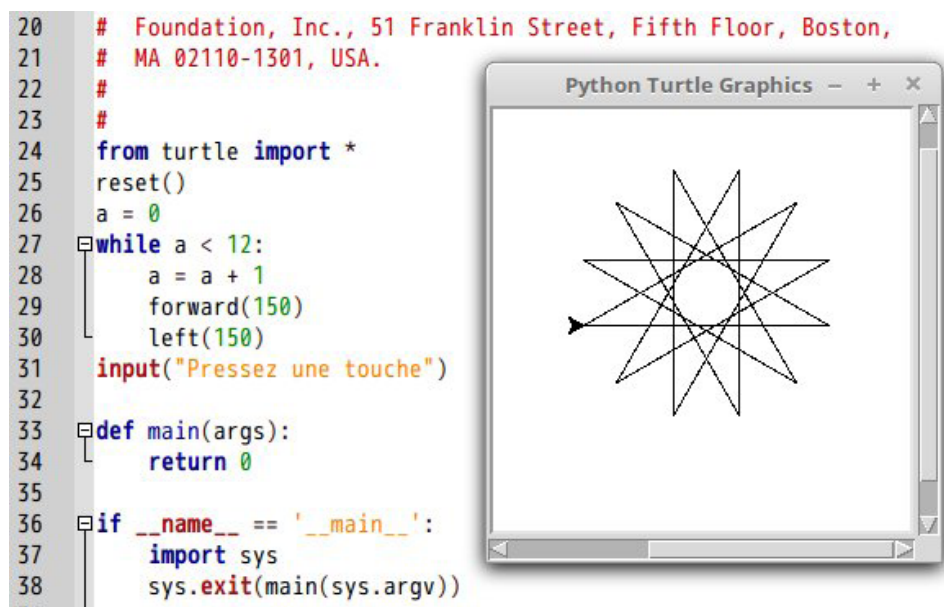 20 #  Foundation, Inc., 51 Franklin Street, Fifth Floor, Boston,
21 #  MA 02110-1301, USA.
22 #
23 #
24 from turtle import *
25 reset()
26 a = 0
27 while a < 12:
28     a = a + 1
29     forward(150)
30     left(150)
31 input("Pressez une touche")
32
33 def main(args):
34     return 0
35
36 if __name__ == '__main__':
37     import sys
38     sys.exit(main(sys.argv))
Python Turtle Graphics